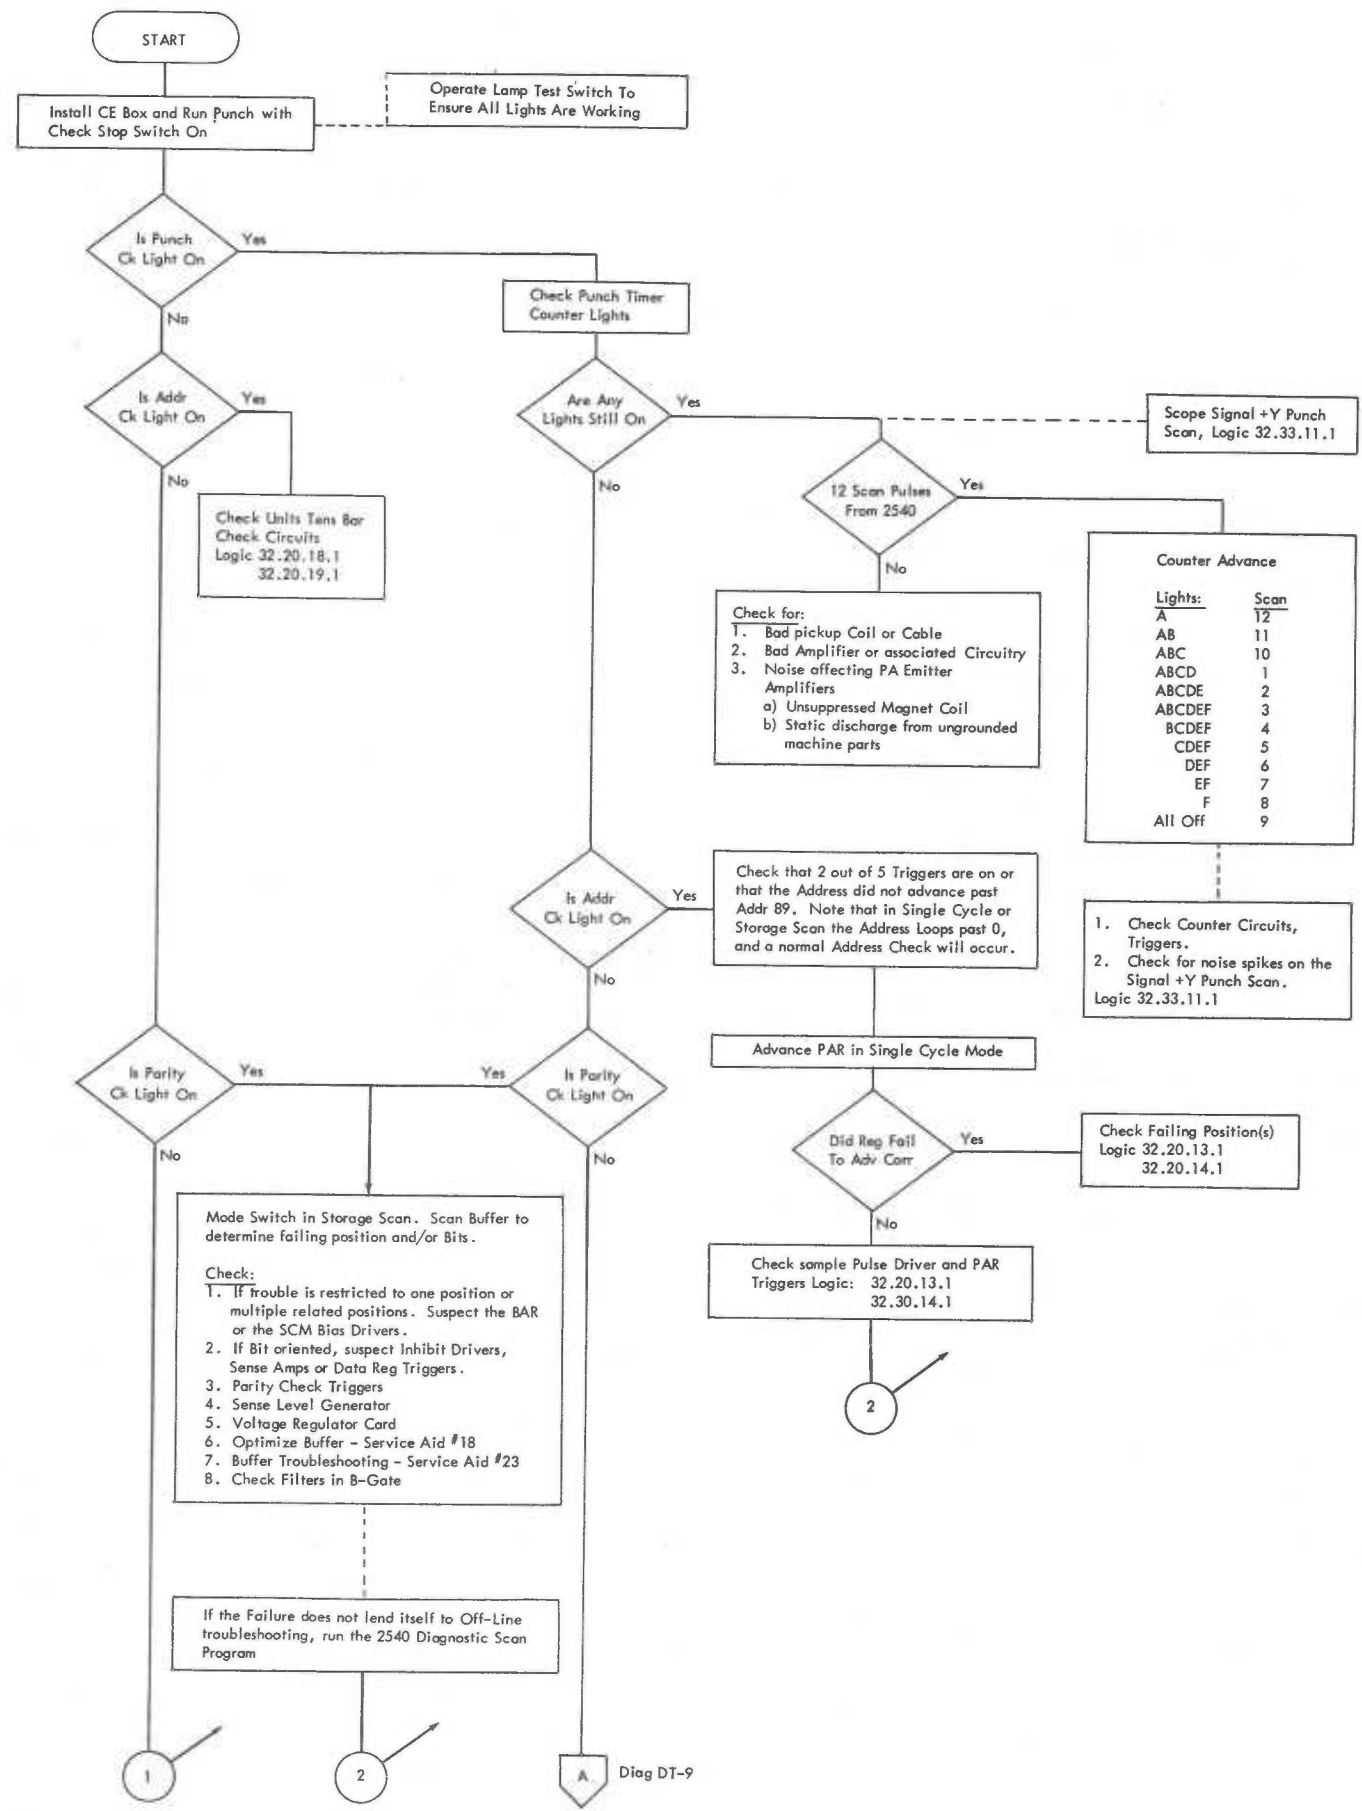 START
Install CE Box and Run Punch with
Check Stop Switch On
Operate Lamp Test Switch To
Ensure All Lights Are Working
Is Punch
Ck Light On
Yes
No
Check Punch Timer
Counter Lights
Is Addr
Ck Light On
Yes
No
Check Units Tens Bar
Check Circuits
Logic 32.20.18.1
32.20.19.1
Are Any
Lights Still On
Yes
No
Scope Signal +Y Punch
Scan, Logic 32.33.11.1
12 Scan Pulses
From 2540
Yes
No
Check for:
1. Bad pickup Coil or Cable
2. Bad Amplifier or associated Circuitry
3. Noise affecting PA Emitter
Amplifiers
a) Unsuppressed Magnet Coil
b) Static discharge from ungrounded
machine parts
Counter Advance
Lights: Scan
A 12
AB 11
ABC 10
ABCD 1
ABCDE 2
ABCDEF 3
BCDEF 4
CDEF 5
DEF 6
EF 7
F 8
All Off 9
1. Check Counter Circuits,
Triggers.
2. Check for noise spikes on the
Signal +Y Punch Scan.
Logic 32.33.11.1
Is Addr
Ck Light On
Yes
No
Check that 2 out of 5 Triggers are on or
that the Address did not advance past
Addr 89. Note that in Single Cycle or
Storage Scan the Address Loops past 0,
and a normal Address Check will occur.
Advance PAR in Single Cycle Mode
Did Reg Fail
To Adv Corr
Yes
No
Check Failing Position(s)
Logic 32.20.13.1
32.20.14.1
Check sample Pulse Driver and PAR
Triggers Logic: 32.20.13.1
32.30.14.1
2
Is Parity
Ck Light On
Yes
No
Is Parity
Ck Light On
Yes
No
Mode Switch in Storage Scan. Scan Buffer to
determine failing position and/or Bits.
Check:
1. If trouble is restricted to one position or
multiple related positions. Suspect the BAR
or the SCM Bias Drivers.
2. If Bit oriented, suspect Inhibit Drivers,
Sense Amps or Data Reg Triggers.
3. Parity Check Triggers
4. Sense Level Generator
5. Voltage Regulator Card
6. Optimize Buffer - Service Aid #18
7. Buffer Troubleshooting - Service Aid #23
8. Check Filters in B-Gate
If the Failure does not lend itself to Off-Line
troubleshooting, run the 2540 Diagnostic Scan
Program
1
2
A
Diag DT-9